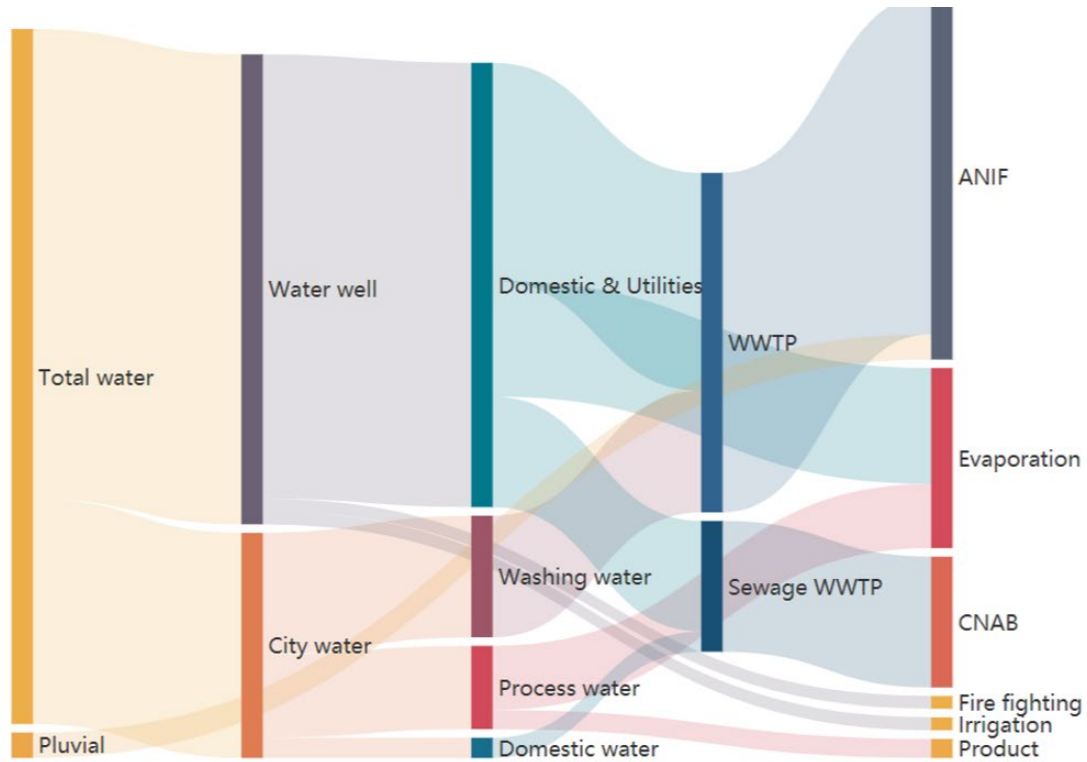 Total water
Pluvial
Water well
City water
Domestic & Utilities
Washing water
Process water
Domestic water
WWTP
Sewage WWTP
ANIF
Evaporation
CNAB
Fire fighting
Irrigation
Product